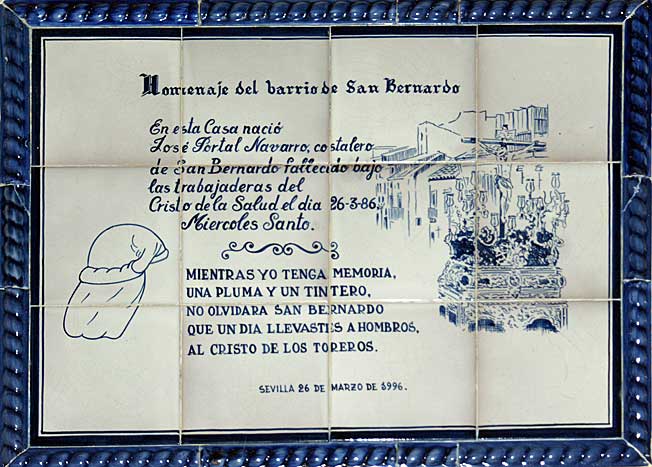 Homenaje del barrio de San Bernardo
En esta Casa nació
José Portal Navarro, costalero
de San Bernardo fallecido bajo
las trabajaderas del
Cristo de la Salud el dia 26-3-86.
Miercoles Santo.
MIENTRAS YO TENGA MEMORIA,
UNA PLUMA Y UN TINTERO,
NO OLVIDARA SAN BERNARDO
QUE UN DIA LLEVASTES A HOMBROS,
AL CRISTO DE LOS TOREROS.
SEVILLA 26 DE MARZO DE 1996.